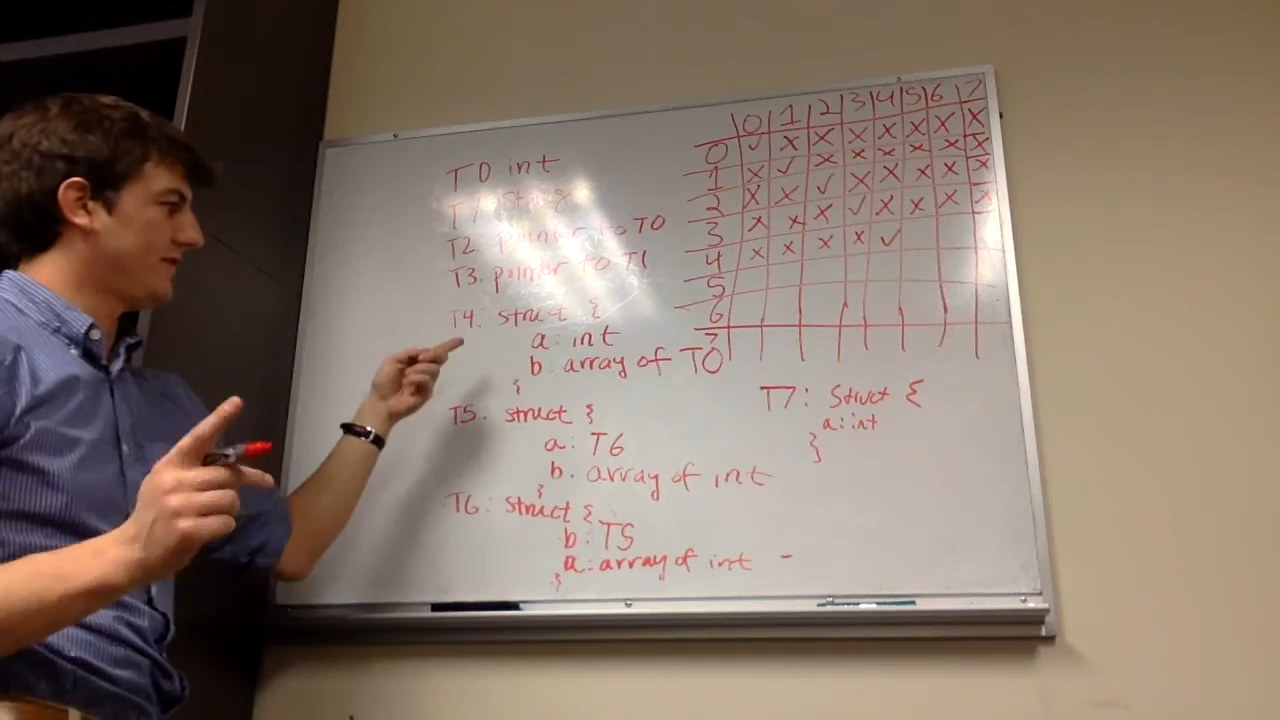 T0 int
T1 string
T2. pointer to T0
T3. pointer to T1
T4: struct {
a: int
b. array of T0
}
T5. struct {
a: T6
b. array of int
}
T6: struct {
b: T5
a: array of int -
}
0 1 2 3 4 5 6 7
0 ✓ X X X X X X X
1 X ✓ X X X X X X
2 X X ✓ X X X X X
3 X X X ✓ X X X X
4 X X X X ✓
5
6
7
T7: Struct {
a: int
}